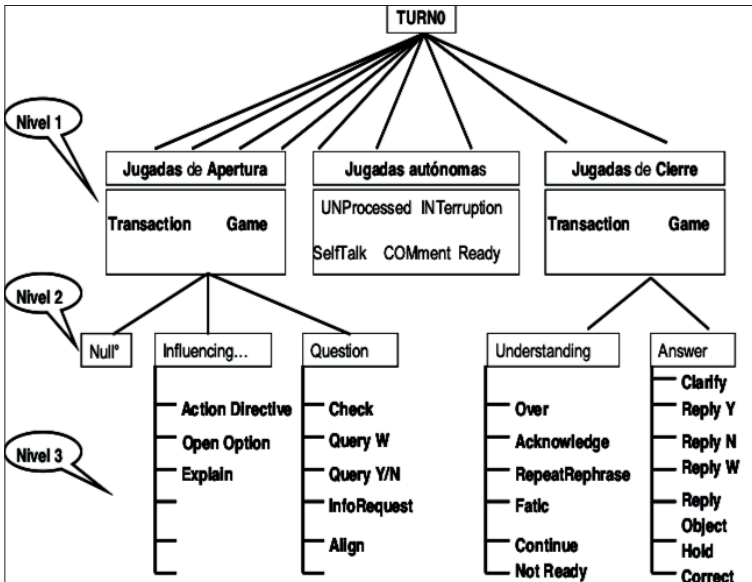 TURN0
Nivel 1
Jugadas de Apertura
Jugadas autónomas
Jugadas de Cierre
Transaction Game
UNProcessed INTerruption
SelfTalk COMment Ready
Transaction Game
Nivel 2
Null°
Influencing...
Question
Understanding
Answer
Nivel 3
Action Directive
Open Option
Explain
Check
Query W
Query Y/N
InfoRequest
Align
Over
Acknowledge
RepeatRephrase
Fatic
Continue
Not Ready
Clarify
Reply Y
Reply N
Reply W
Reply
Object
Hold
Correct